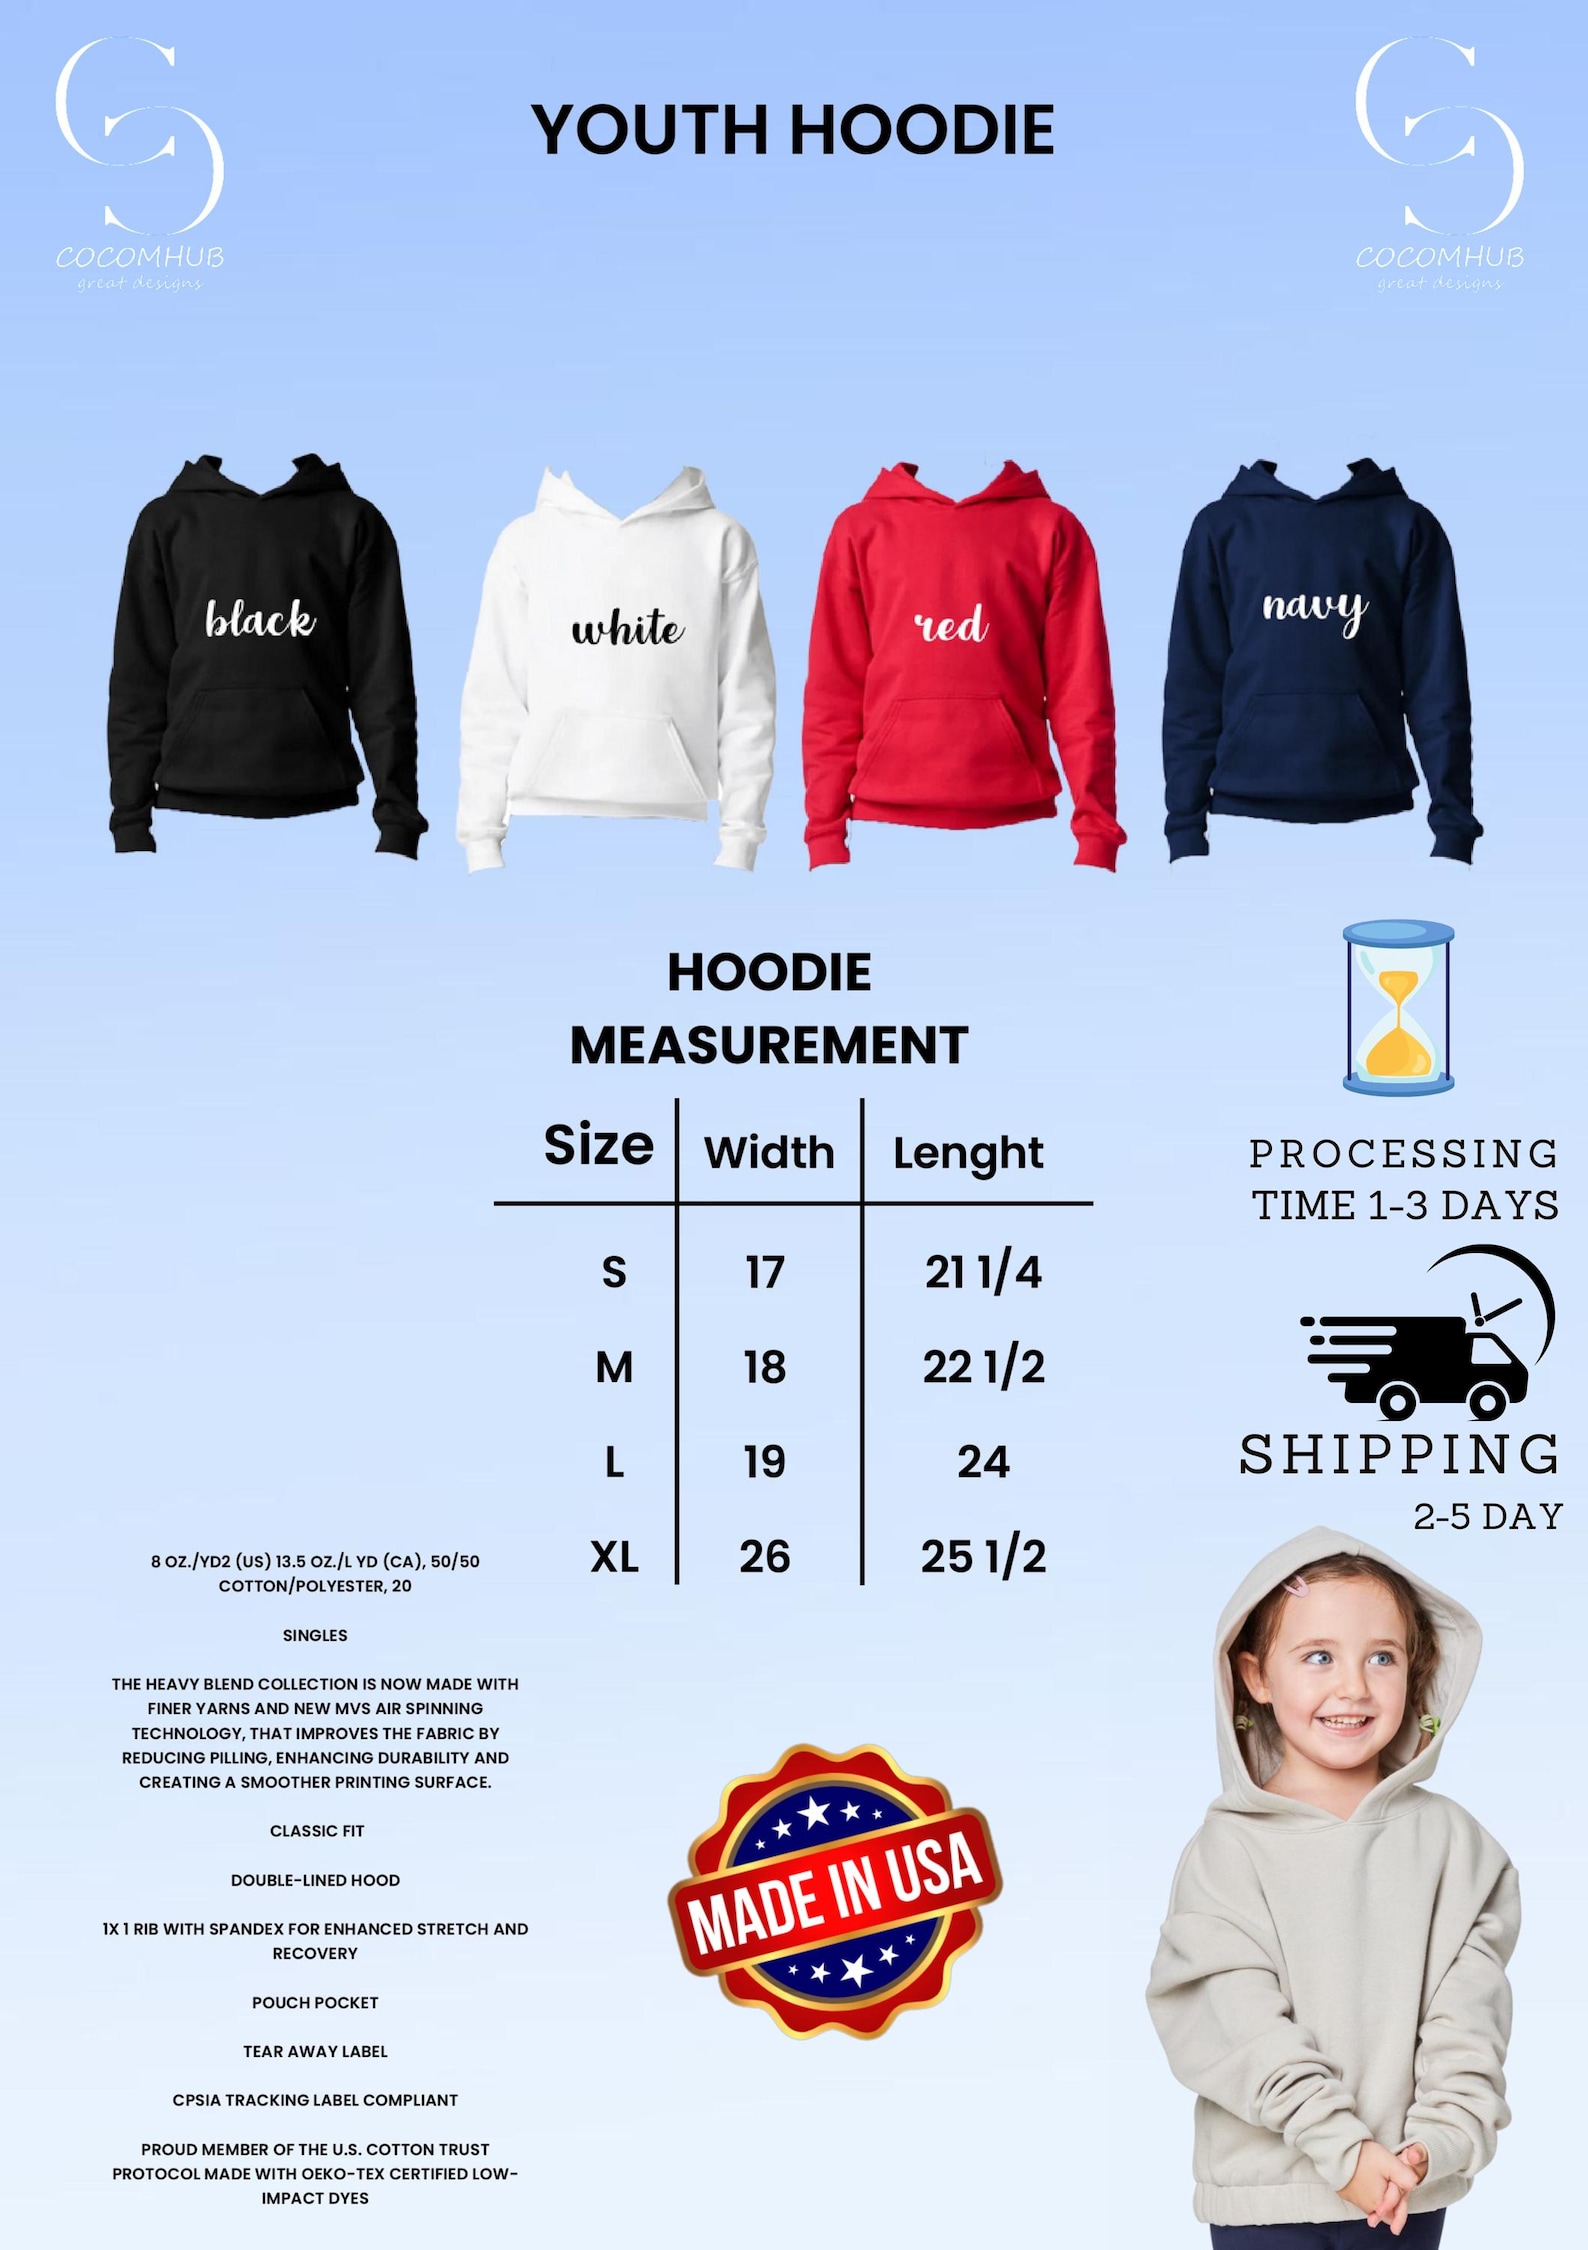 YOUTH HOODIE
COCOMHUB
great designs
COCOMHUB
great designs
black
white
red
navy
HOODIE
MEASUREMENT
Size Width Lenght
S 17 21 1/4
M 18 22 1/2
L 19 24
XL 26 25 1/2
PROCESSING
TIME 1-3 DAYS
SHIPPING
2-5 DAY
8 OZ./YD2 (US) 13.5 OZ./L YD (CA), 50/50
COTTON/POLYESTER, 20
SINGLES
THE HEAVY BLEND COLLECTION IS NOW MADE WITH
FINER YARNS AND NEW MVS AIR SPINNING
TECHNOLOGY, THAT IMPROVES THE FABRIC BY
REDUCING PILLING, ENHANCING DURABILITY AND
CREATING A SMOOTHER PRINTING SURFACE.
CLASSIC FIT
DOUBLE-LINED HOOD
1X 1 RIB WITH SPANDEX FOR ENHANCED STRETCH AND
RECOVERY
POUCH POCKET
TEAR AWAY LABEL
CPSIA TRACKING LABEL COMPLIANT
PROUD MEMBER OF THE U.S. COTTON TRUST
PROTOCOL MADE WITH OEKO-TEX CERTIFIED LOW-
IMPACT DYES
MADE IN USA